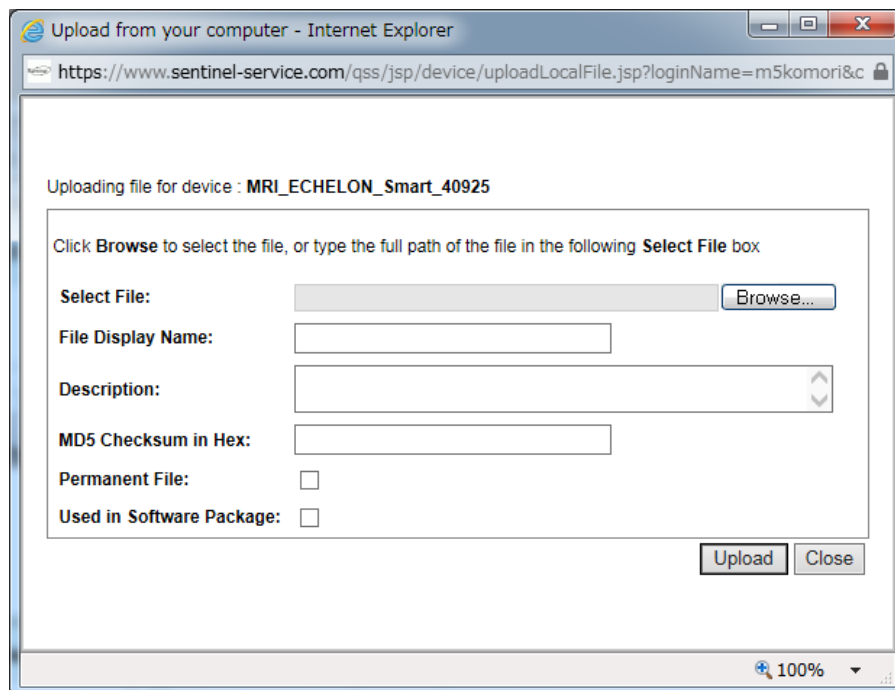 Upload from your computer - Internet Explorer
https://www.sentinel-service.com/qss/jsp/device/uploadLocalFile.jsp?loginName=m5komori&c
Uploading file for device : MRI_ECHELON_Smart_40925
Click Browse to select the file, or type the full path of the file in the following Select File box
Select File:
Browse...
File Display Name:
Description:
MD5 Checksum in Hex:
Permanent File:
Used in Software Package:
Upload Close
100%